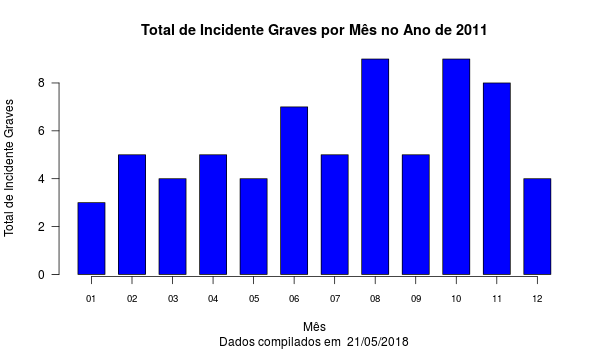 Total de Incidente Graves por Mês no Ano de 2011
Total de Incidente Graves
8
6
4
2
0
01 02 03 04 05 06 07 08 09 10 11 12
Mês
Dados compilados em 21/05/2018